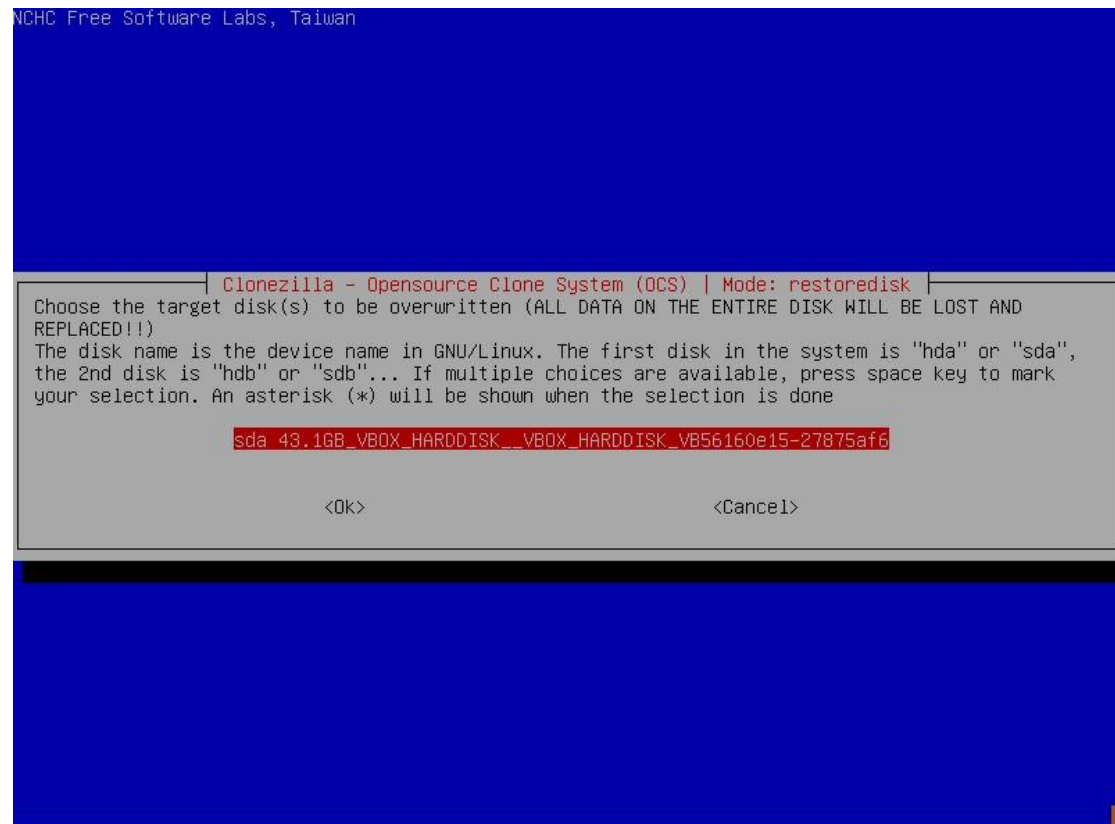 NCHC Free Software Labs, Taiwan
Clonezilla - Opensource Clone System (OCS) | Mode: restoredisk
Choose the target disk(s) to be overwritten (ALL DATA ON THE ENTIRE DISK WILL BE LOST AND
REPLACED!!)
The disk name is the device name in GNU/Linux. The first disk in the system is "hda" or "sda",
the 2nd disk is "hdb" or "sdb"... If multiple choices are available, press space key to mark
your selection. An asterisk (*) will be shown when the selection is done
sda 43.1GB_VBOX_HARDDISK__VBOX_HARDDISK_VB56160e15-27875af6
<Ok> <Cancel>